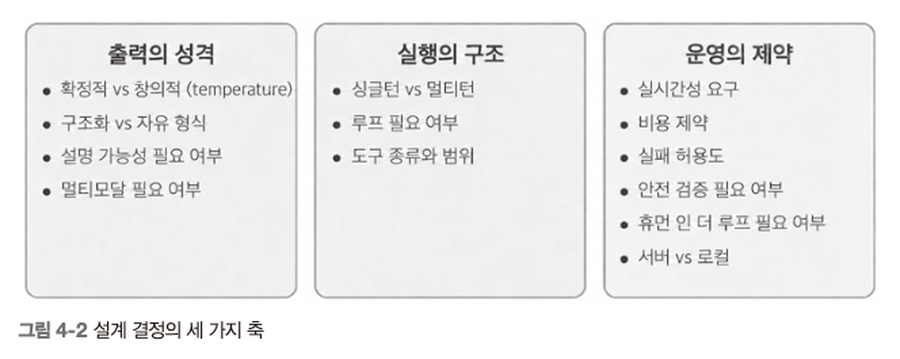 출력의 성격
• 확정적 vs 창의적 (temperature)
• 구조화 vs 자유 형식
• 설명 가능성 필요 여부
• 멀티모달 필요 여부
실행의 구조
• 싱글턴 vs 멀티턴
• 루프 필요 여부
• 도구 종류와 범위
운영의 제약
• 실시간성 요구
• 비용 제약
• 실패 허용도
• 안전 검증 필요 여부
• 휴먼 인 더 루프 필요 여부
• 서버 vs 로컬
그림 4-2 설계 결정의 세 가지 축